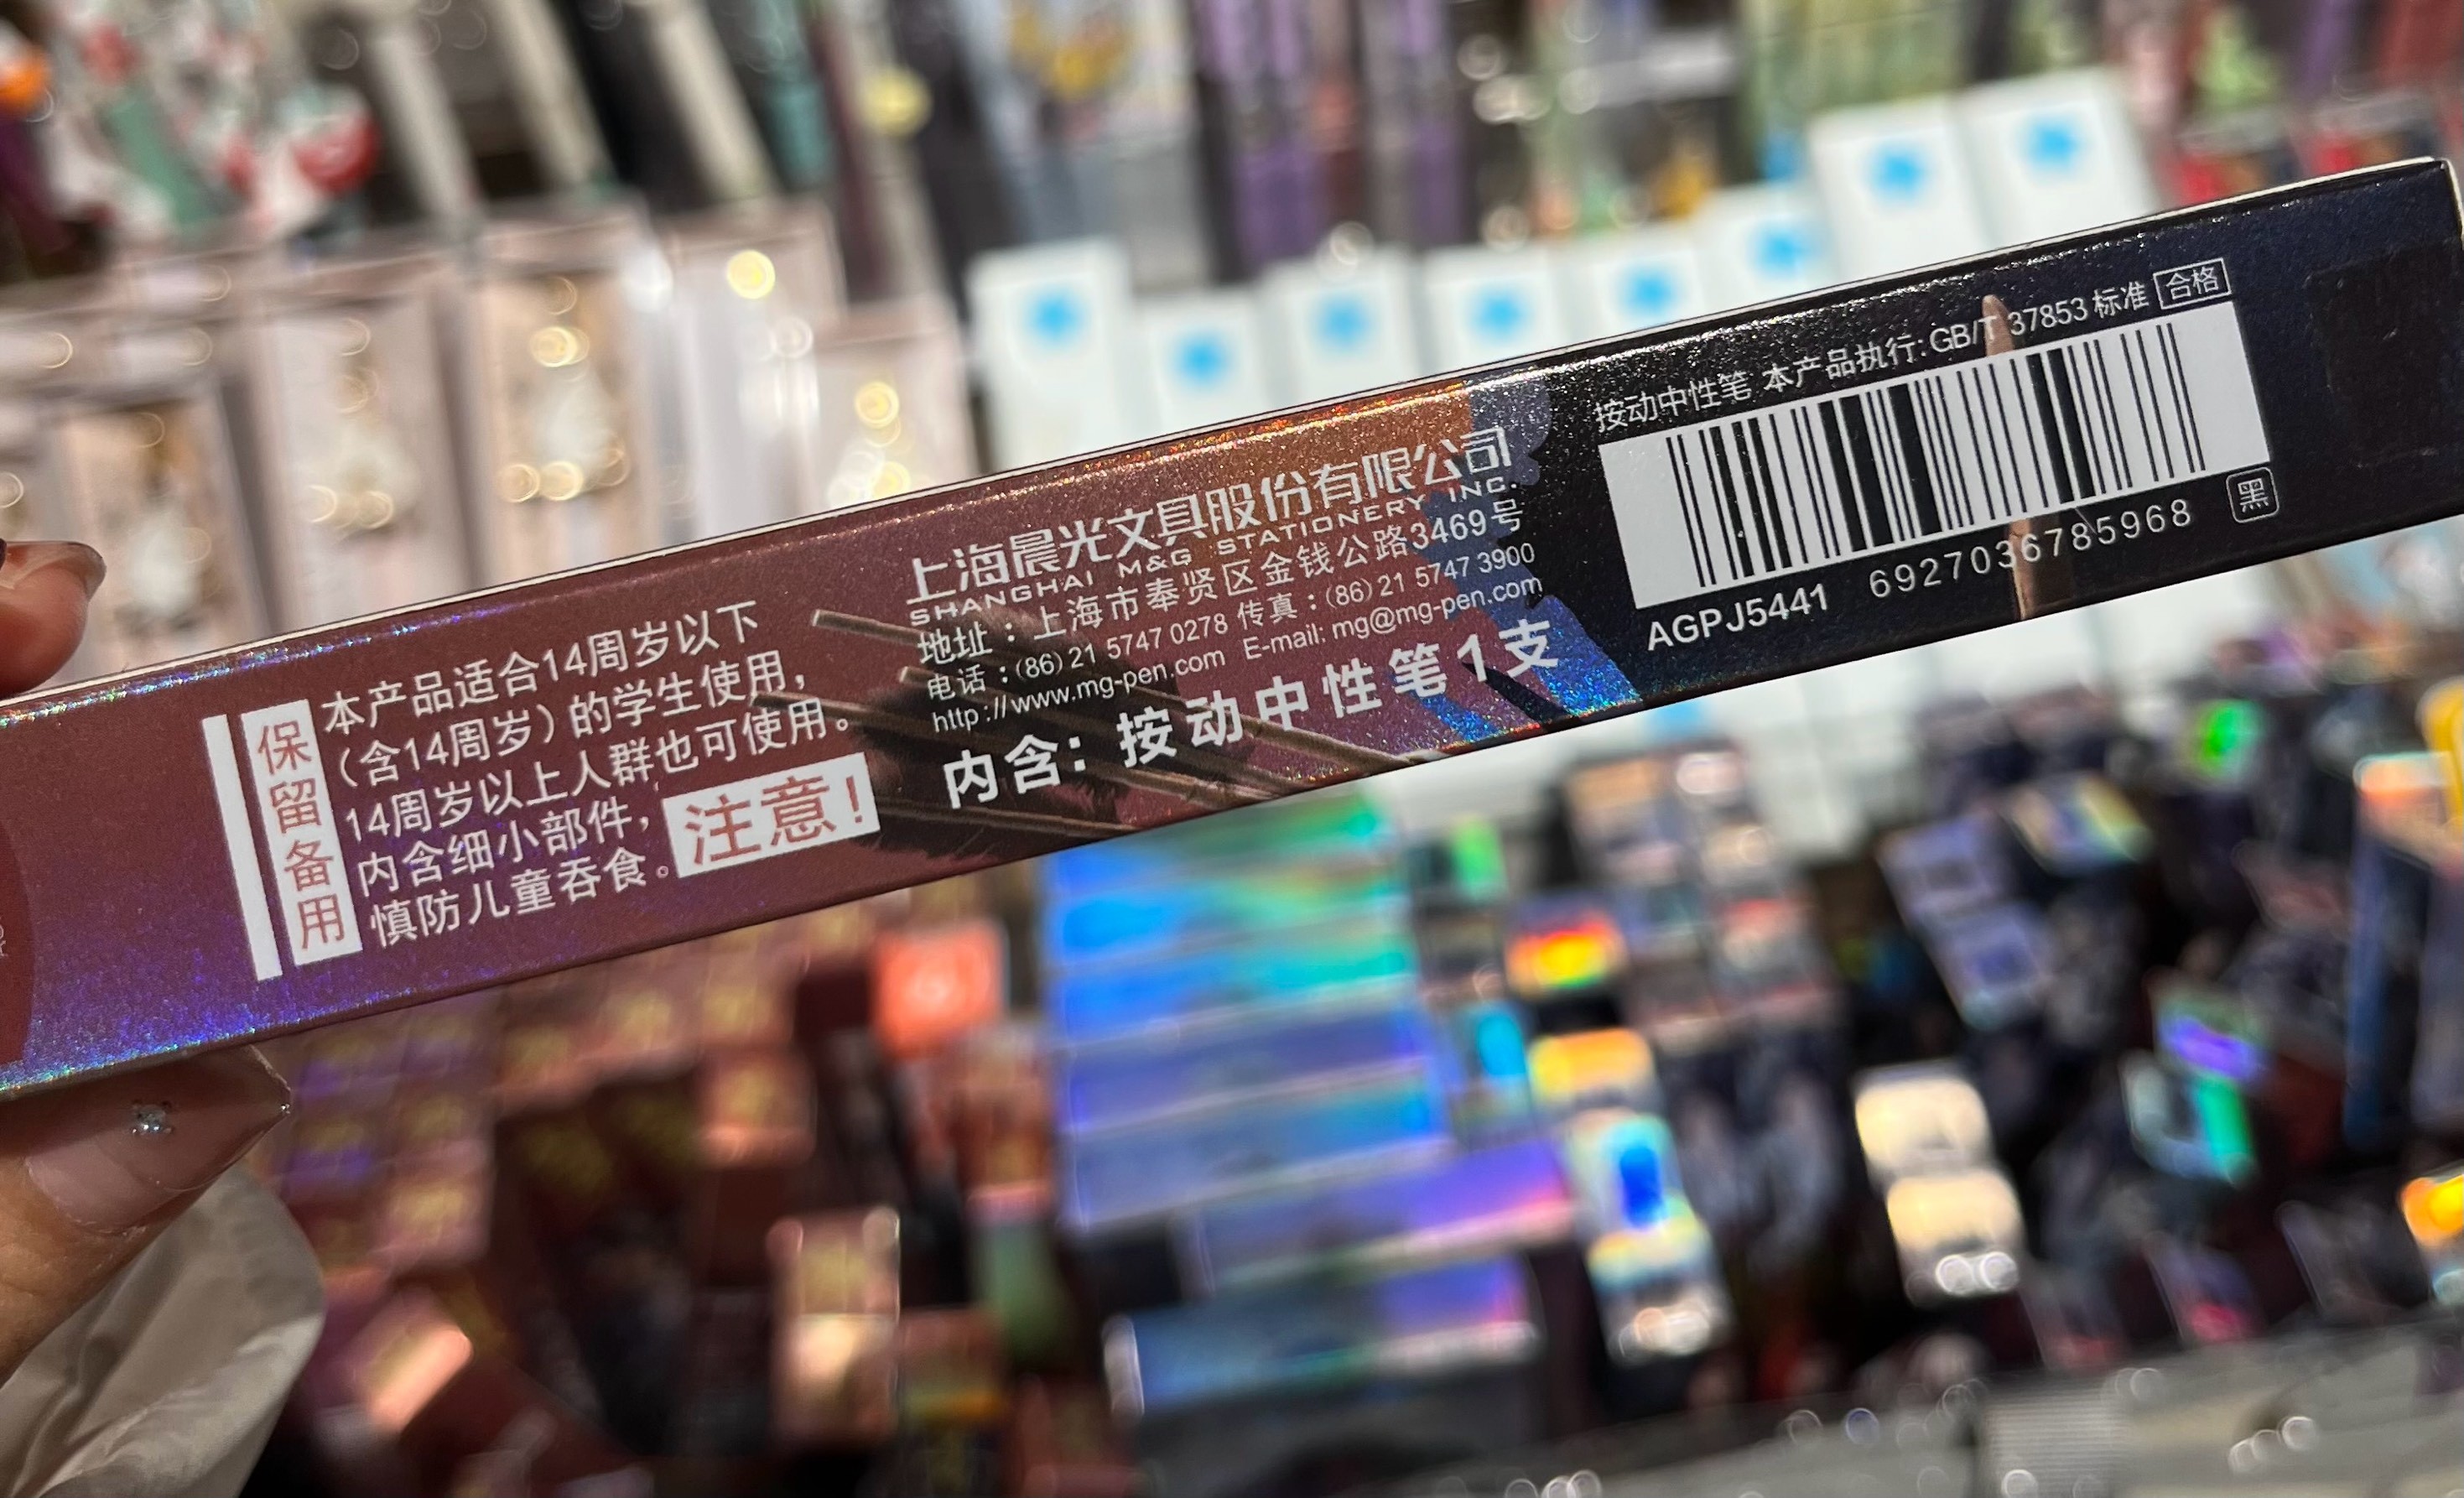 保留备用
本产品适合14周岁以下
（含14周岁）的学生使用，
14周岁以上人群也可使用。
内含细小部件，
慎防儿童吞食。
注意！
上海晨光文具股份有限公司
SHANGHAI M&G STATIONERY INC.
地址：上海市奉贤区金钱公路3469号
电话：(86) 21 5747 0278 传真：(86) 21 5747 3900
http://www.mg-pen.com E-mail: mg@mg-pen.com
内含：按动中性笔1支
按动中性笔 本产品执行：GB/T 37853 标准 合格
AGPJ5441 6927036785968 黑